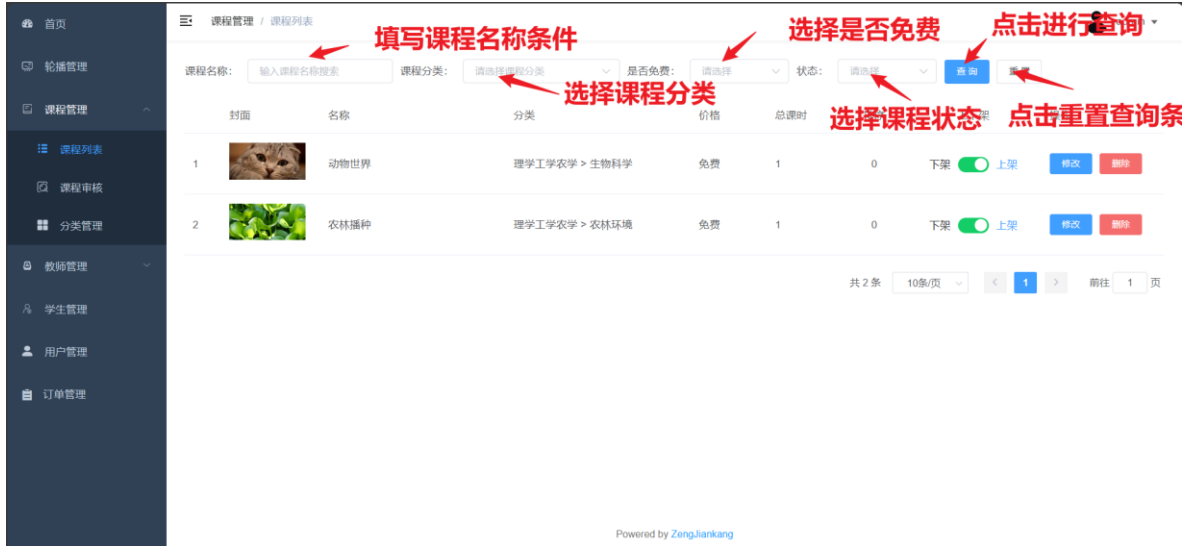 首页
轮播管理
课程管理
课程列表
课程审核
分类管理
教师管理
学生管理
用户管理
订单管理
课程管理 / 课程列表
填写课程名称条件
选择是否免费
点击进行查询
课程名称: 输入课程名称搜索 课程分类: 请选择课程分类 是否免费: 请选择 状态: 请选择 查询 重置
选择课程分类
选择课程状态
点击重置查询条
封面 名称 分类 价格 总课时
1 动物世界 理学工学农学 > 生物科学 免费 1 0 下架 上架 修改 删除
2 农林播种 理学工学农学 > 农林环境 免费 1 0 下架 上架 修改 删除
共 2 条 10条/页 < 1 > 前往 1 页
Powered by ZengJiankang